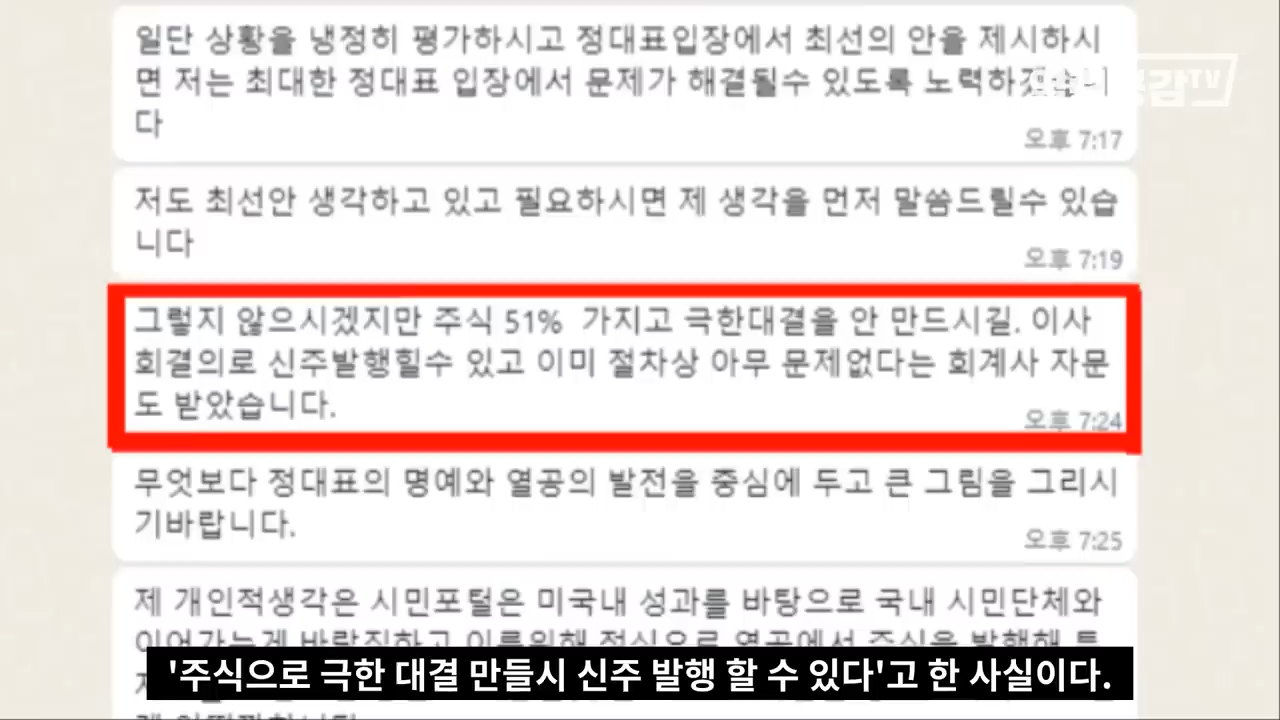 일단 상황을 냉정히 평가하시고 정대표입장에서 최선의 안을 제시하시
면 저는 최대한 정대표 입장에서 문제가 해결될수 있도록 노력하겠습니
다
오후 7:17
공감TV
저도 최선안 생각하고 있고 필요하시면 제 생각을 먼저 말씀드릴수 있습
니다
오후 7:19
그렇지 않으시겠지만 주식 51% 가지고 극한대결을 안 만드시길. 이사
회결의로 신주발행힐수 있고 이미 절차상 아무 문제없다는 회계사 자문
도 받았습니다.
오후 7:24
무엇보다 정대표의 명예와 열공의 발전을 중심에 두고 큰 그림을 그리시
기바랍니다.
오후 7:25
제 개인적생각은 시민포털은 미국내 성과를 바탕으로 국내 시민단체와
'주식으로 극한 대결 만들시 신주 발행 할 수 있다'고 한 사실이다.